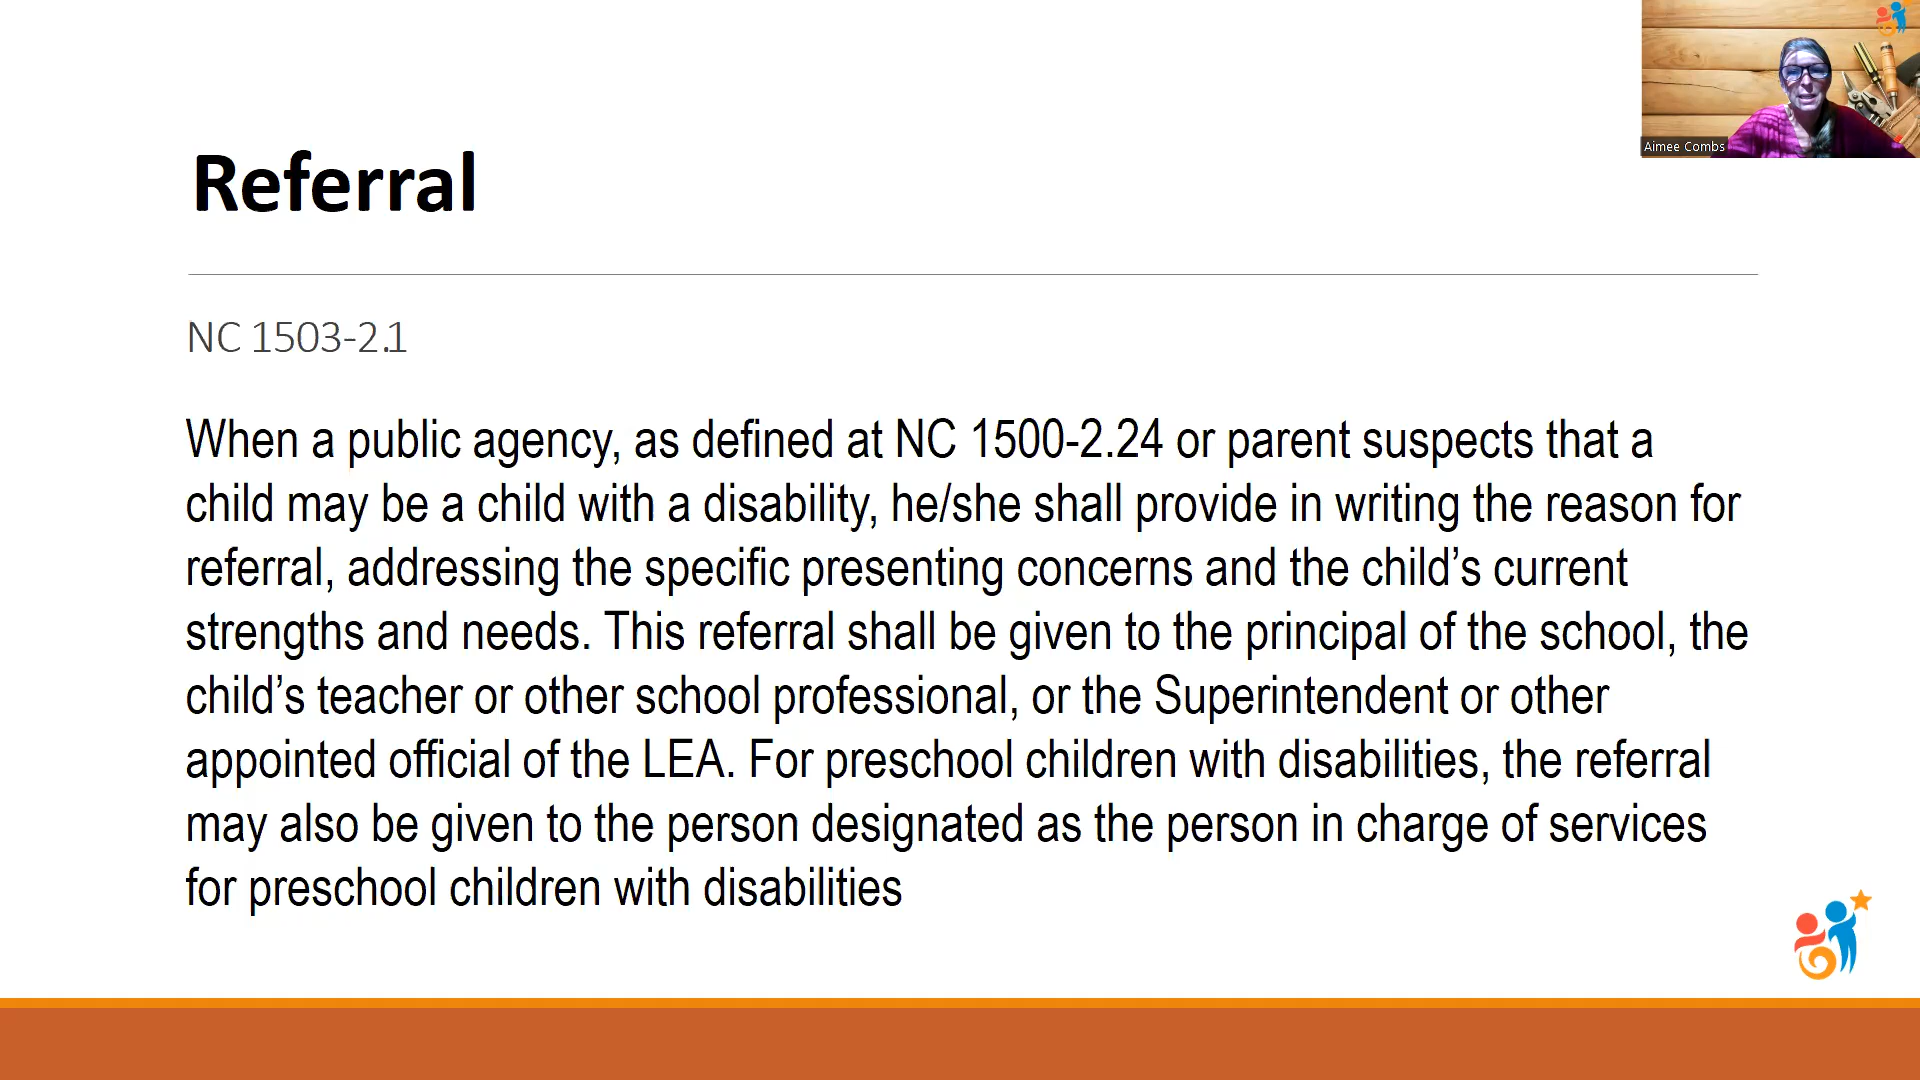 Aimee Combs
Referral
NC 1503-2.1
When a public agency, as defined at NC 1500-2.24 or parent suspects that a
child may be a child with a disability, he/she shall provide in writing the reason for
referral, addressing the specific presenting concerns and the child’s current
strengths and needs. This referral shall be given to the principal of the school, the
child’s teacher or other school professional, or the Superintendent or other
appointed official of the LEA. For preschool children with disabilities, the referral
may also be given to the person designated as the person in charge of services
for preschool children with disabilities